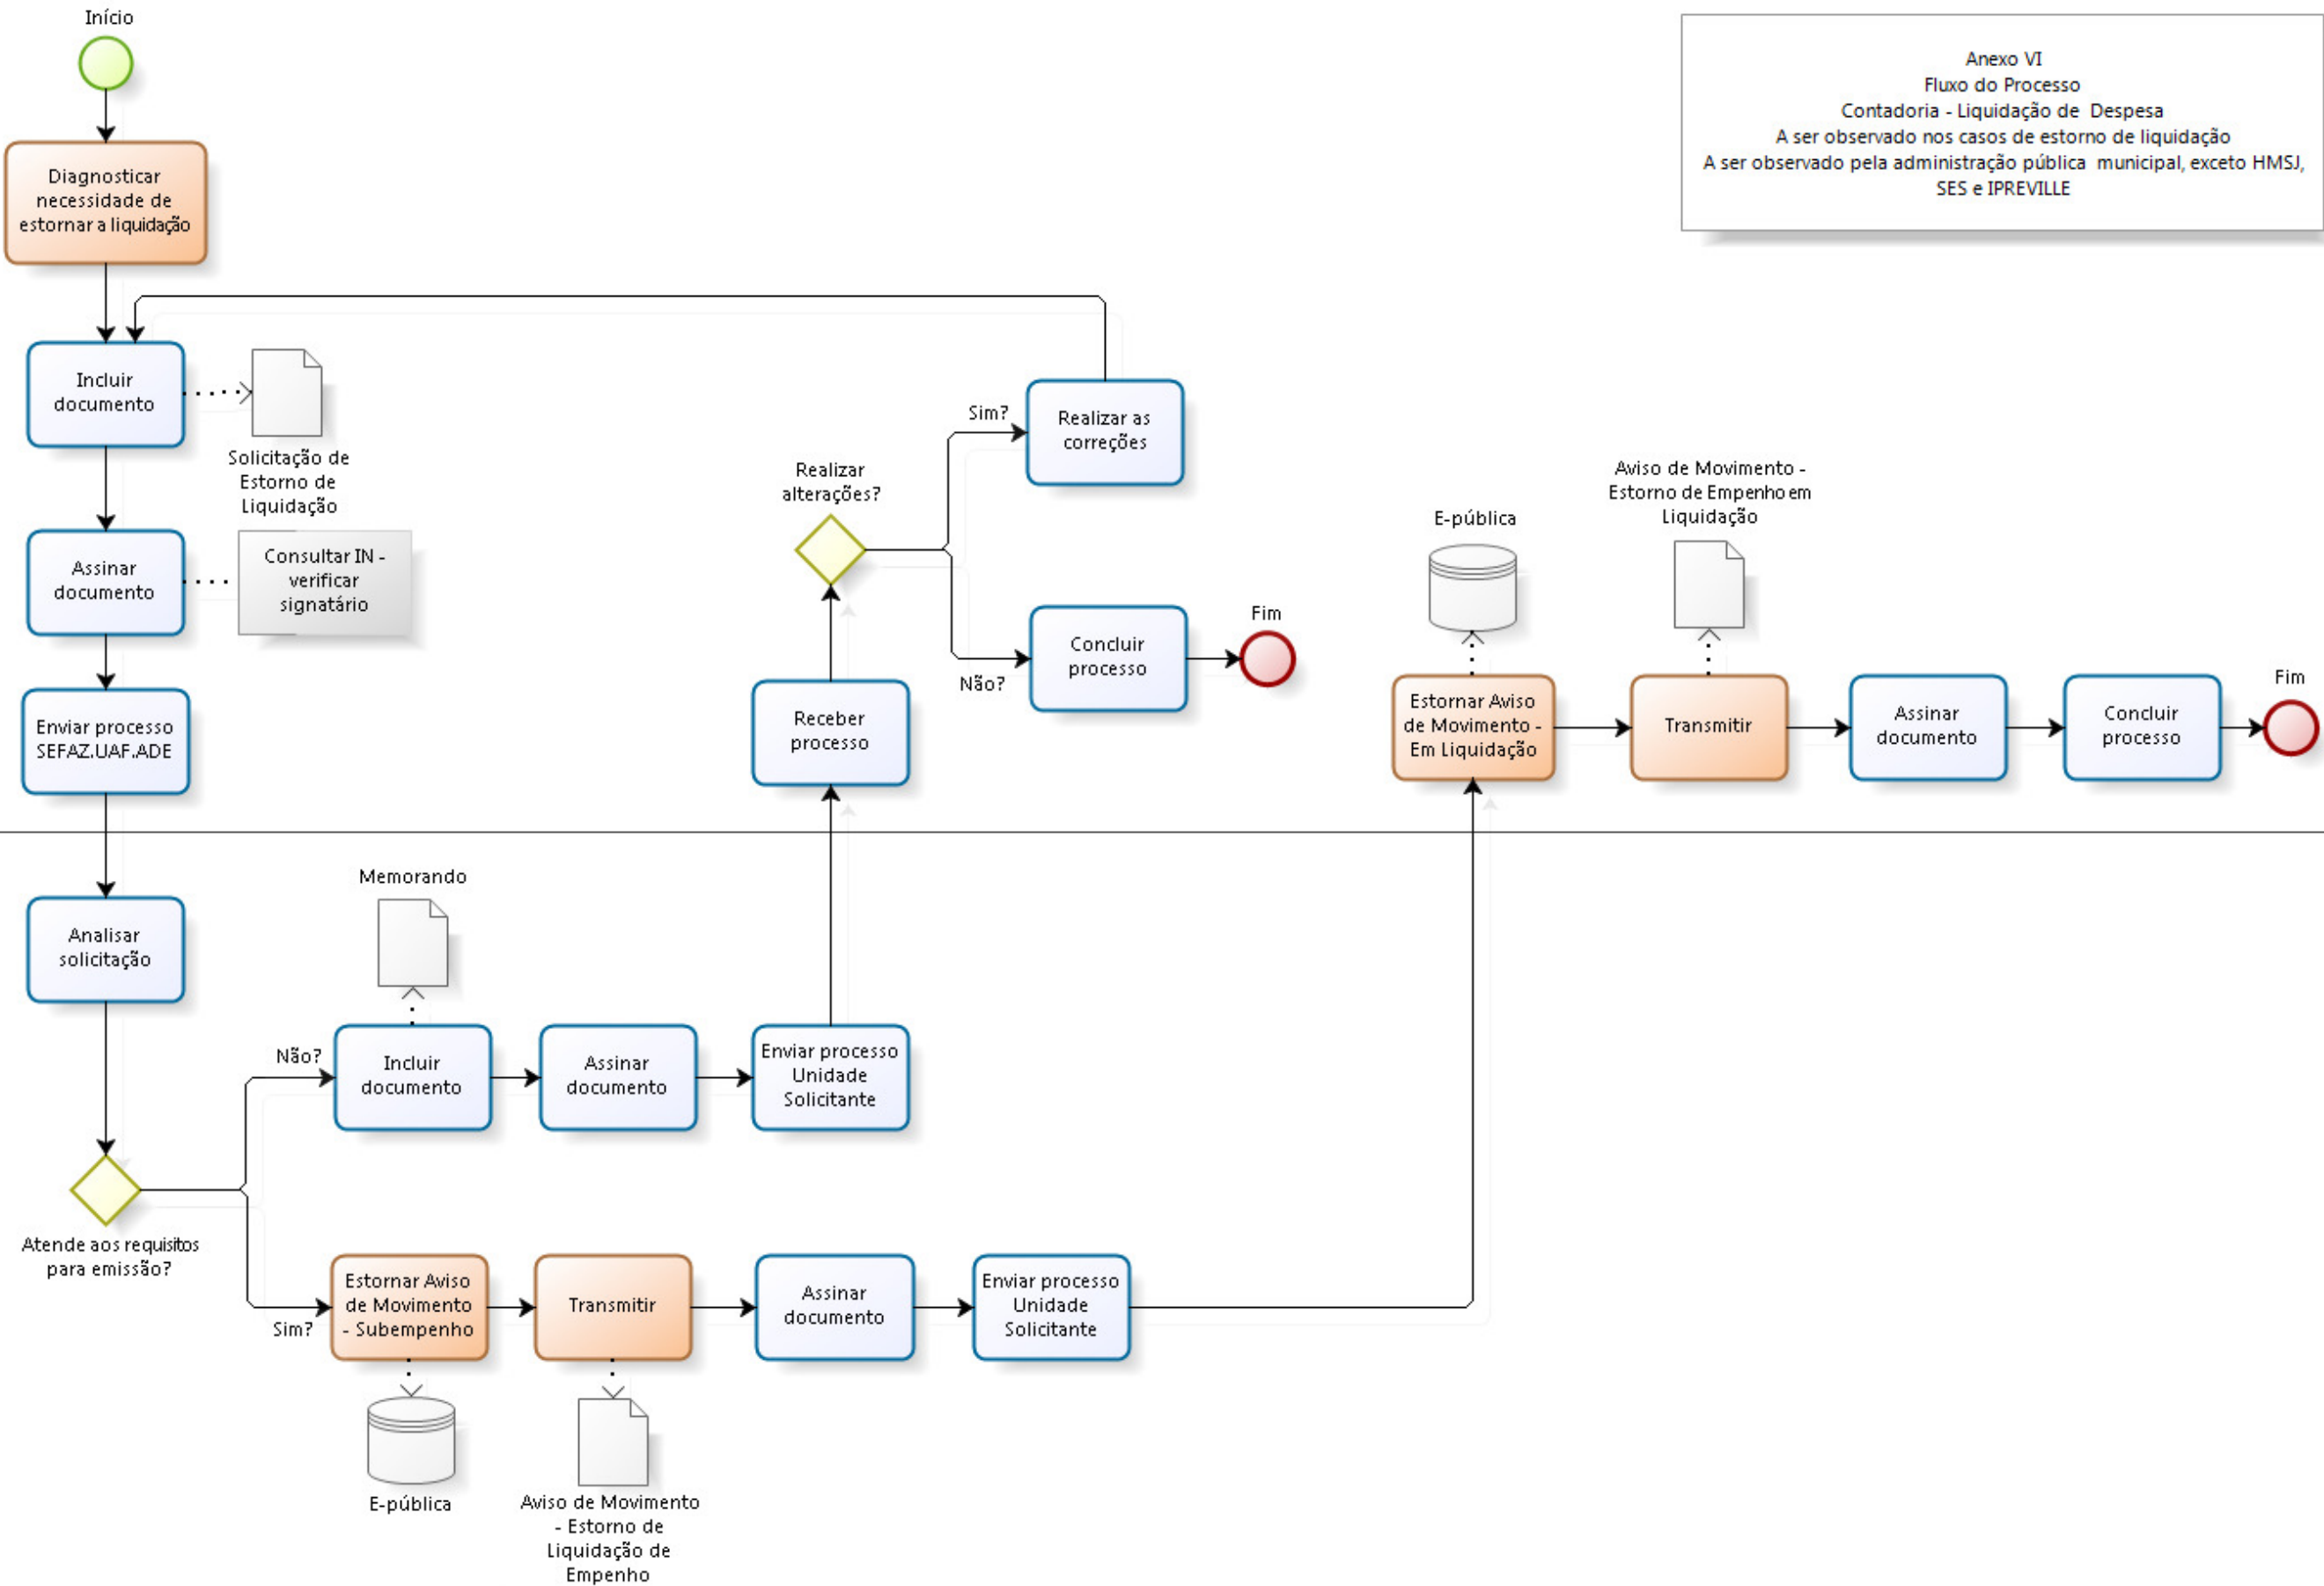 Início
Anexo VI
Fluxo do Processo
Contadoria - Liquidação de Despesa
A ser observado nos casos de estorno de liquidação
A ser observado pela administração pública municipal, exceto HMSJ,
SES e IPREVILLE
Diagnosticar
necessidade de
estornar a liquidação
Incluir
documento
Solicitação de
Estorno de
Liquidação
Assinar
documento
Consultar IN -
verificar
signatário
Enviar processo
SEFAZ.UAF.ADE
Realizar
alterações?
Sim?
Realizar as
correções
Não?
Concluir
processo
Fim
Receber
processo
E-pública
Aviso de Movimento -
Estorno de Empenho em
Liquidação
Estornar Aviso
de Movimento -
Em Liquidação
Transmitir
Assinar
documento
Concluir
processo
Fim
Analisar
solicitação
Memorando
Não?
Incluir
documento
Assinar
documento
Enviar processo
Unidade
Solicitante
Atende aos requisitos
para emissão?
Sim?
Estornar Aviso
de Movimento
- Subempenho
Transmitir
Assinar
documento
Enviar processo
Unidade
Solicitante
E-pública
Aviso de Movimento
- Estorno de
Liquidação de
Empenho